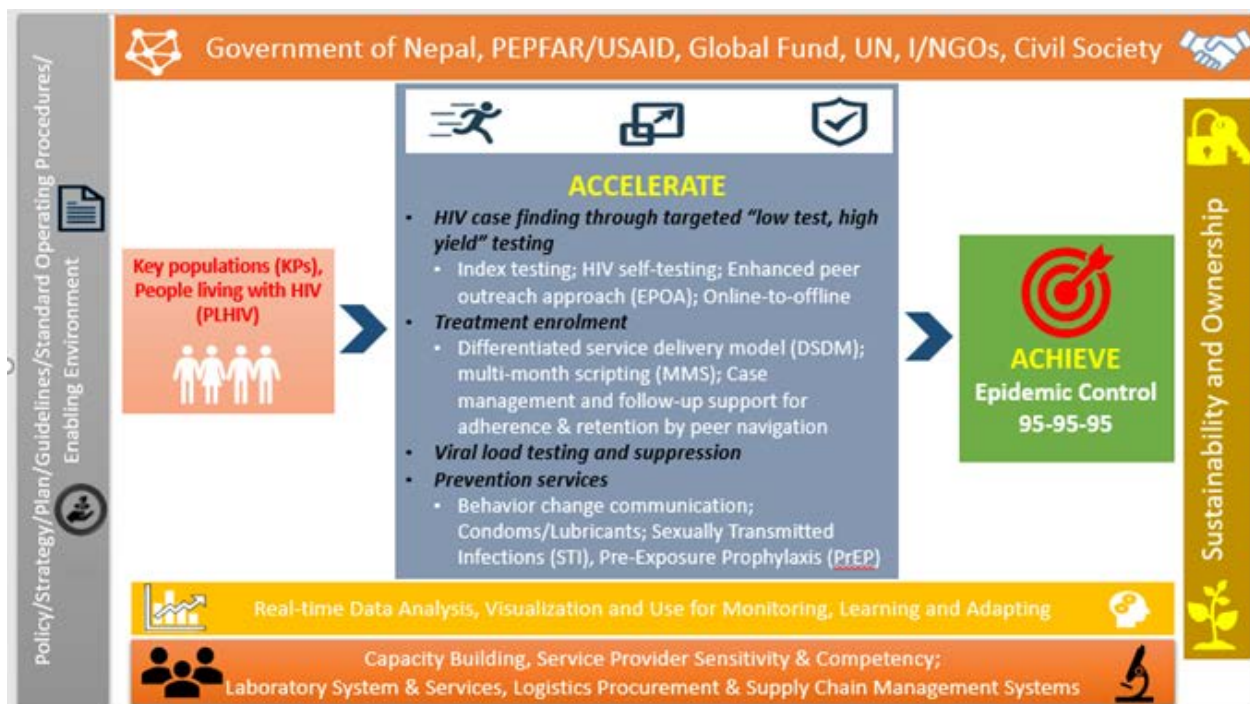 Government of Nepal, PEPFAR/USAID, Global Fund, UN, I/NGOs, Civil Society
Policy/Strategy/Plan/Guidelines/Standard Operating Procedures/
Enabling Environment
Key populations (KPs),
People living with HIV
(PLHIV)
ACCELERATE
• HIV case finding through targeted “low test, high
yield” testing
• Index testing; HIV self-testing; Enhanced peer
outreach approach (EPOA); Online-to-offline
• Treatment enrolment
• Differentiated service delivery model (DSDM);
multi-month scripting (MMS); Case
management and follow-up support for
adherence & retention by peer navigation
• Viral load testing and suppression
• Prevention services
• Behavior change communication;
Condoms/Lubricants; Sexually Transmitted
Infections (STI), Pre-Exposure Prophylaxis (PrEP)
ACHIEVE
Epidemic Control
95-95-95
Sustainability and Ownership
Real-time Data Analysis, Visualization and Use for Monitoring, Learning and Adapting
Capacity Building, Service Provider Sensitivity & Competency;
Laboratory System & Services, Logistics Procurement & Supply Chain Management Systems